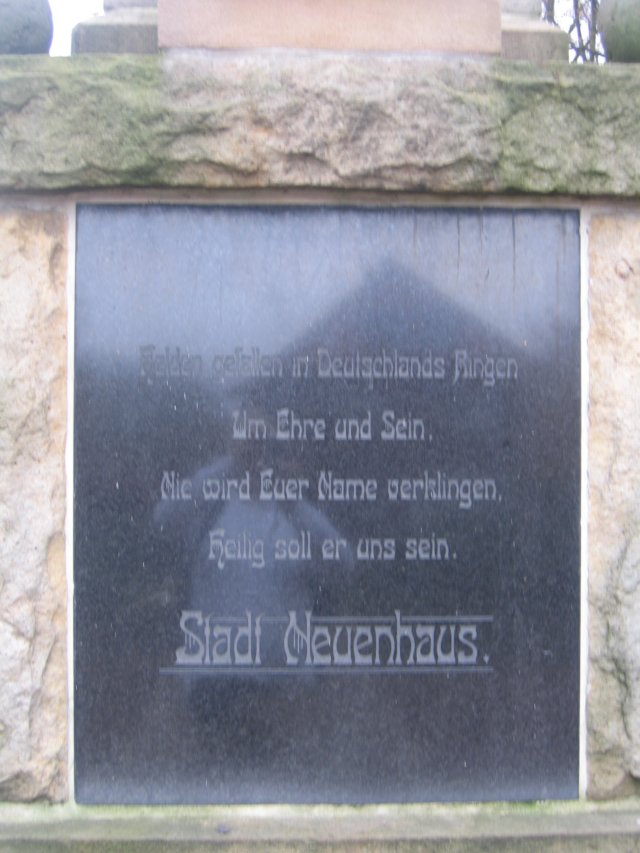 Helden gefallen in Deutschlands Ringen
Um Ehre und Sein,
Nie wird Euer Name verklingen,
Heilig soll er uns sein.
Stadt Neuenhaus.